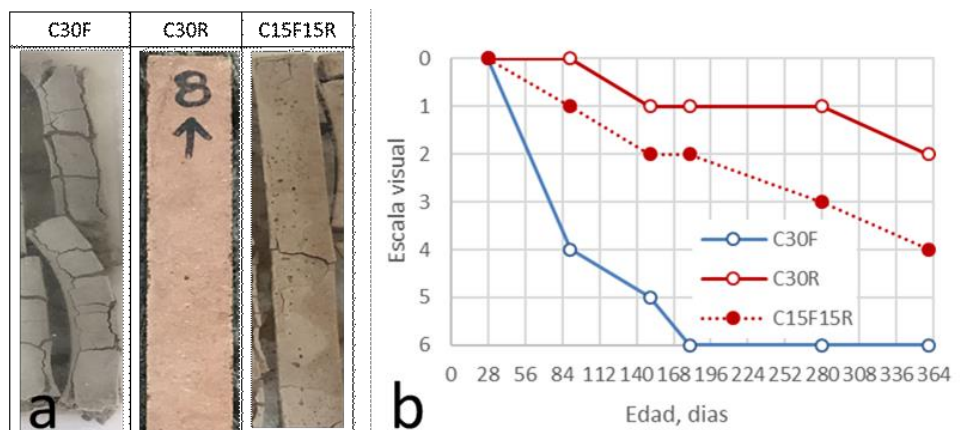 C30F C30R C15F15R
8
a
0
1
2
3
4
5
6
Escala visual
C30F
C30R
C15F15R
0 28 56 84 112 140 168 196 224 252 280 308 336 364
Edad, dias
b